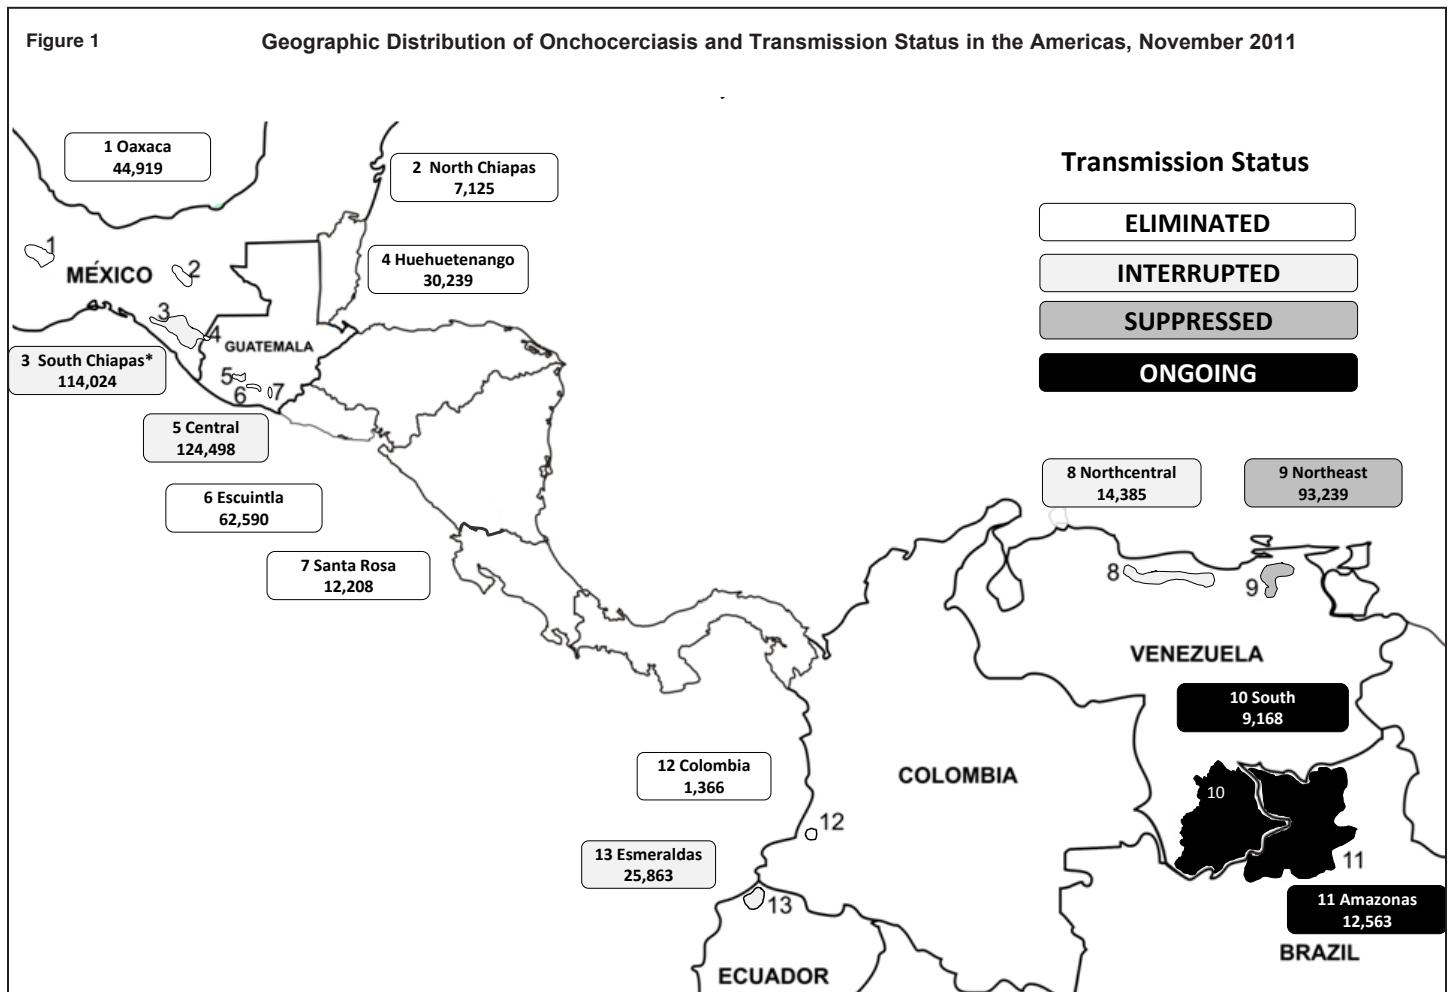 Figure 1
Geographic Distribution of Onchocerciasis and Transmission Status in the Americas, November 2011
1 Oaxaca
44,919
2 North Chiapas
7,125
Transmission Status
ELIMINATED
INTERRUPTED
SUPPRESSED
ONGOING
1
MÉXICO
2
4 Huehuetenango
30,239
3
4
GUATEMALA
3 South Chiapas*
114,024
5
6
7
5 Central
124,498
6 Escuintla
62,590
7 Santa Rosa
12,208
8 Northcentral
14,385
9 Northeast
93,239
8
9
VENEZUELA
10 South
9,168
12 Colombia
1,366
COLOMBIA
10
12
11
13 Esmeraldas
25,863
13
11 Amazonas
12,563
BRAZIL
ECUADOR